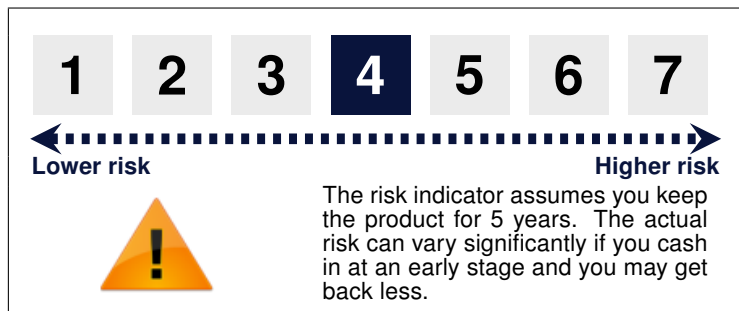 1 2 3 4 5 6 7
Lower risk Higher risk
The risk indicator assumes you keep
the product for 5 years. The actual
risk can vary significantly if you cash
in at an early stage and you may get
back less.
!